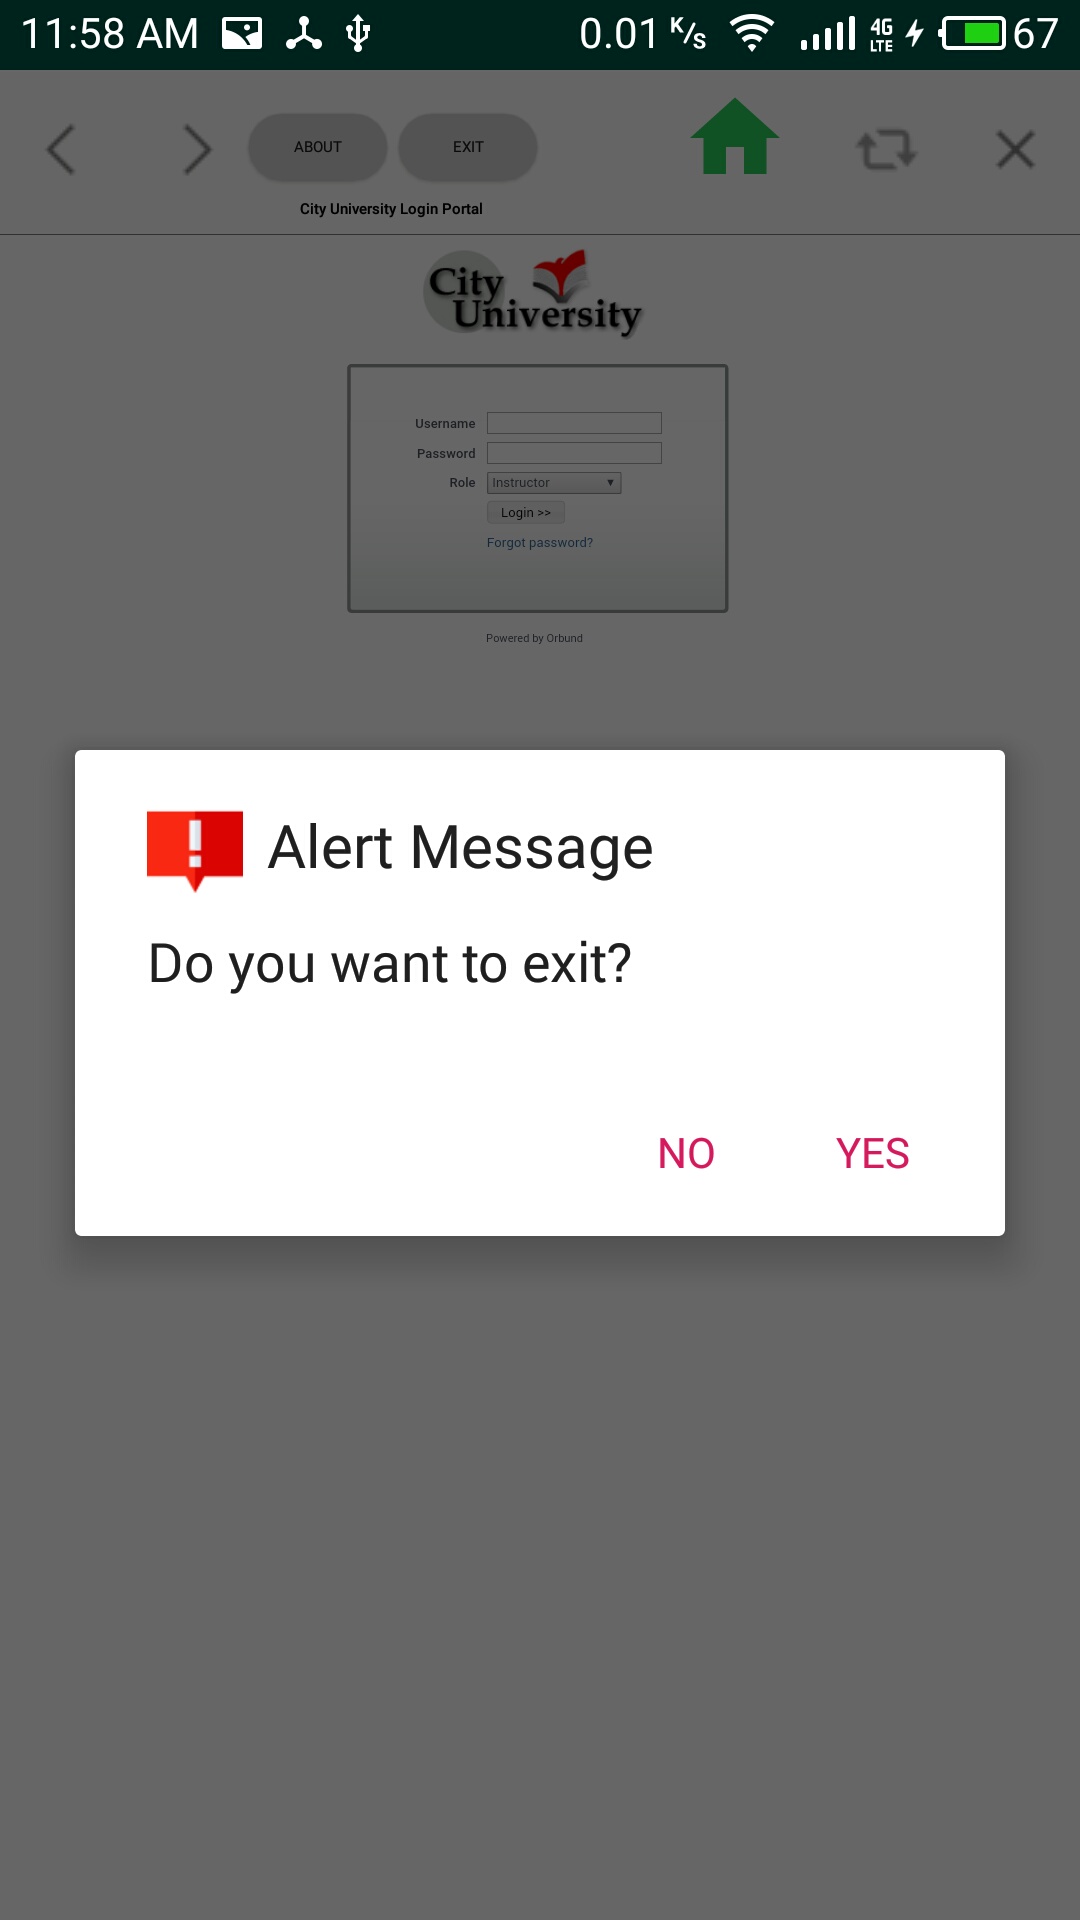 11:58 AM 0.01 K/s 4G LTE 67
ABOUT EXIT
City University Login Portal
City
University
Username
Password
Role Instructor
Login >>
Forgot password?
Powered by Orbund
Alert Message
Do you want to exit?
NO YES